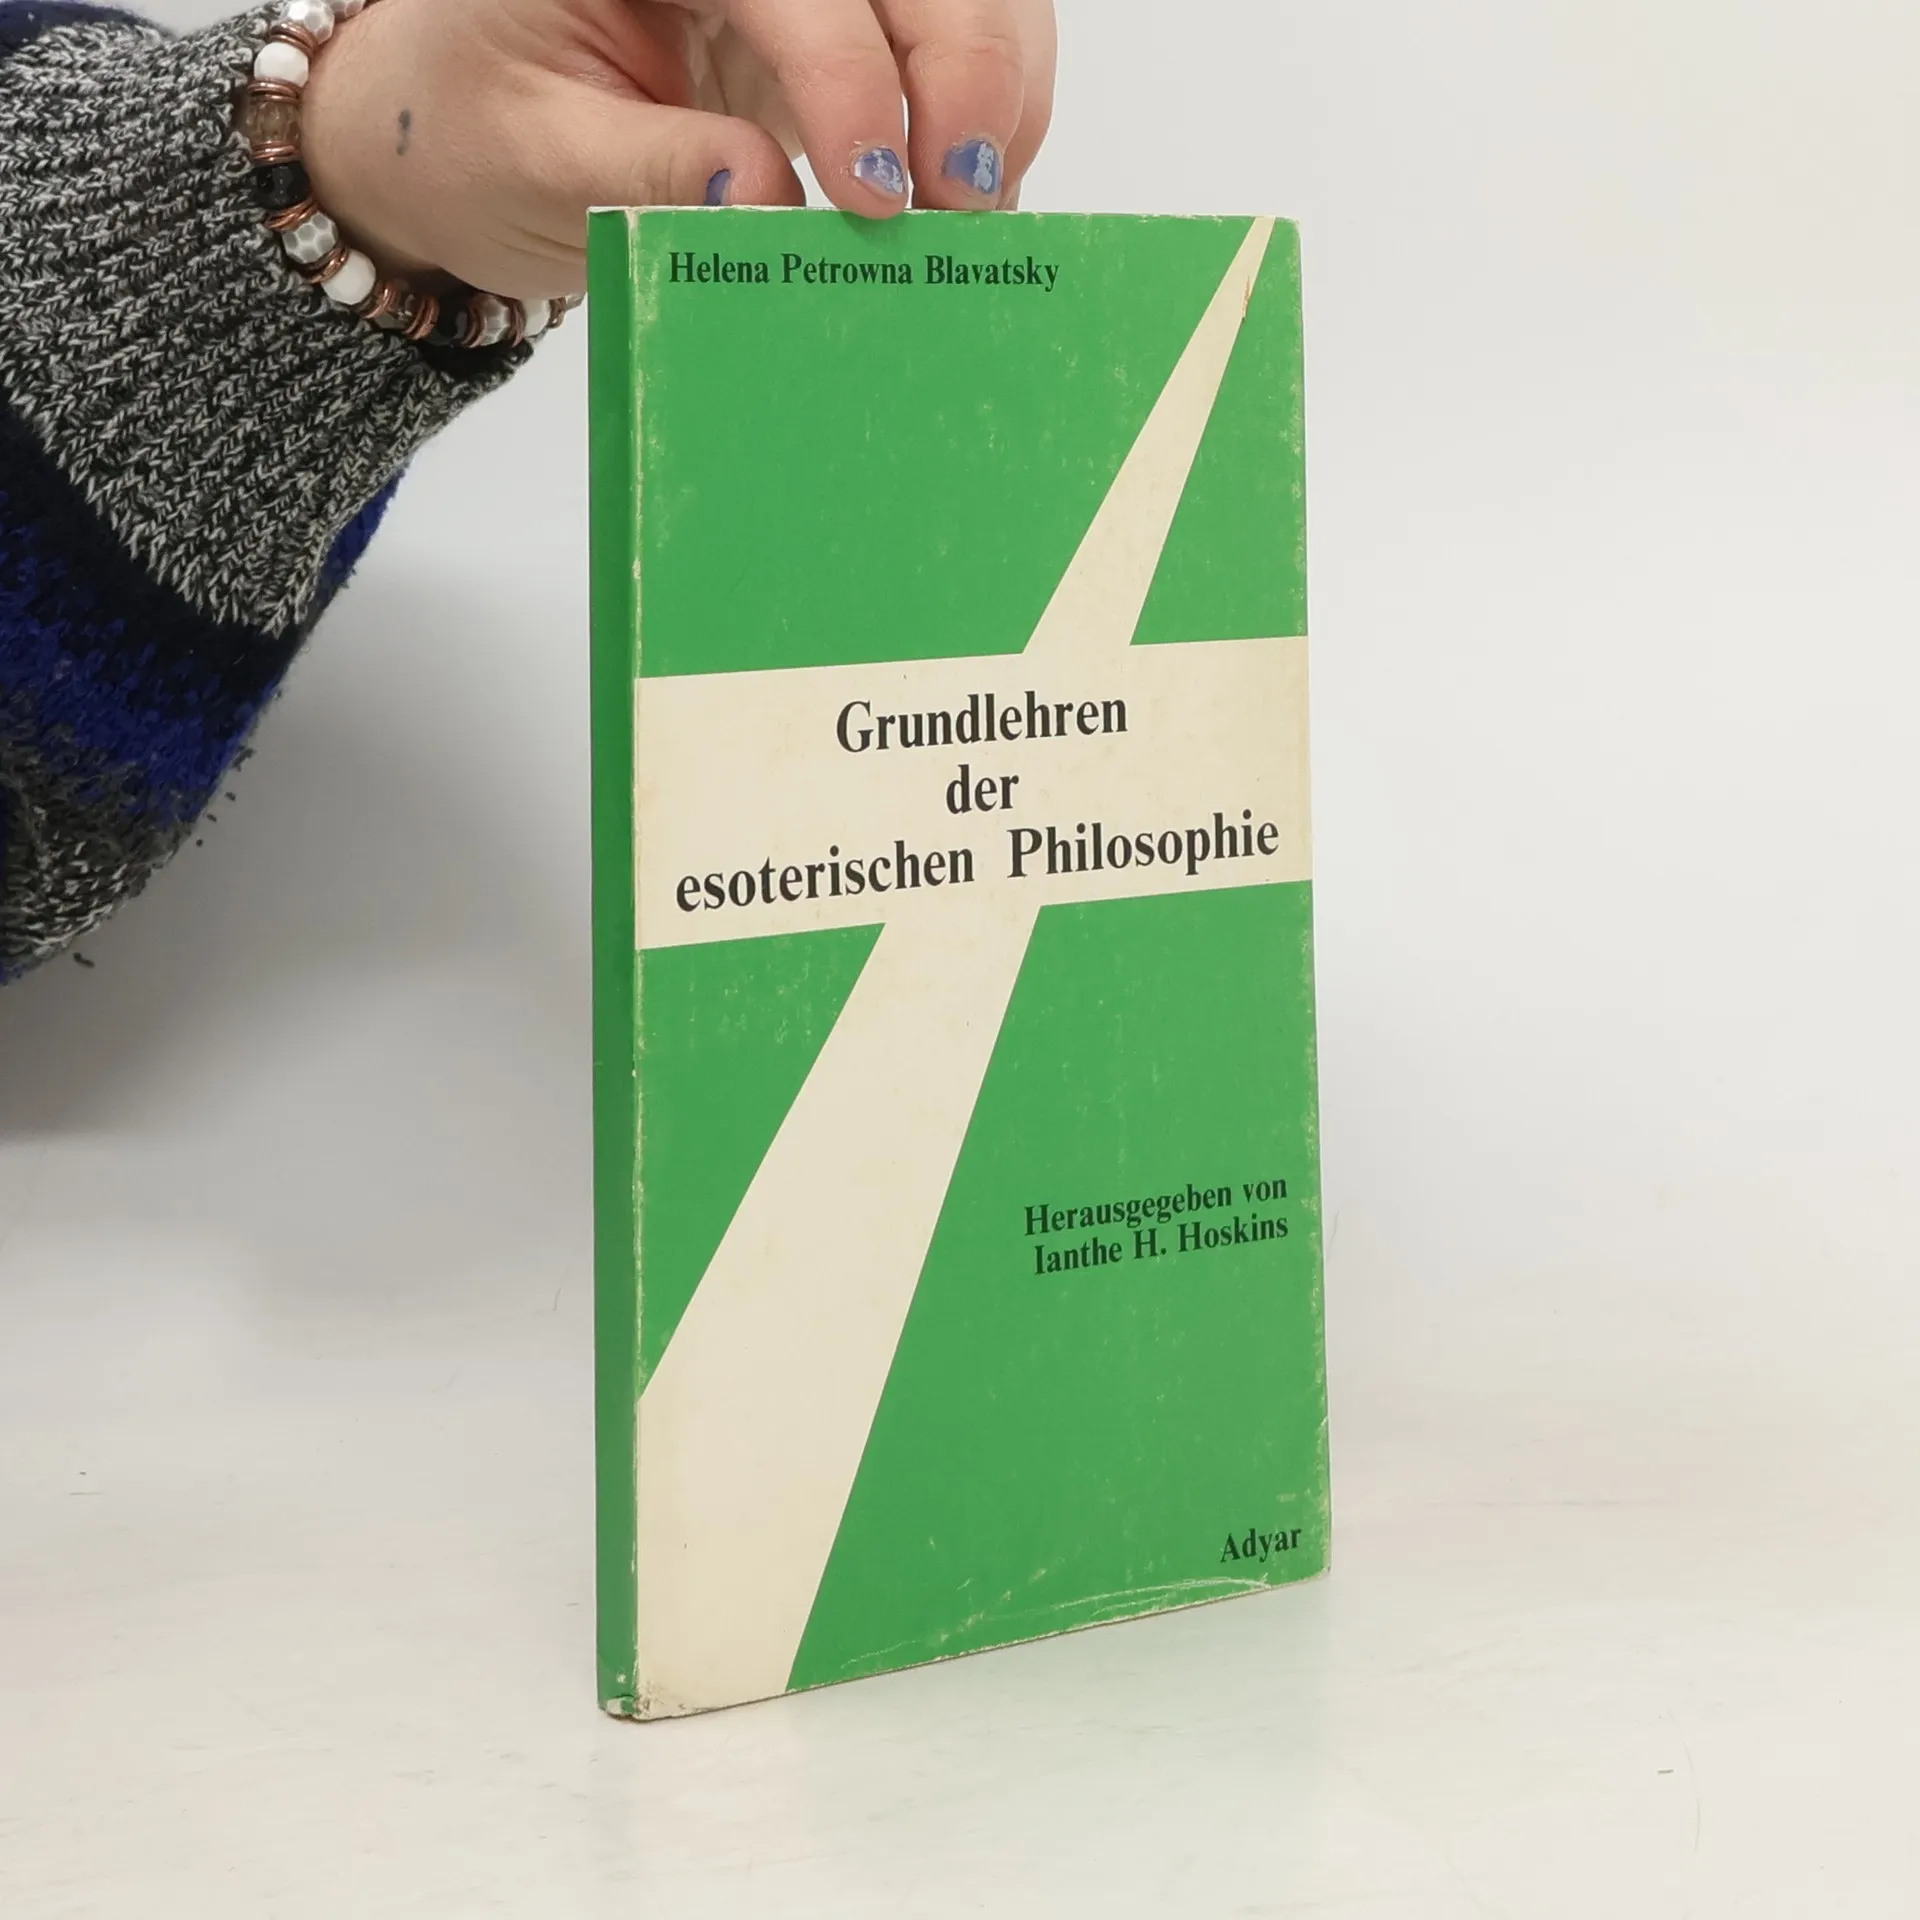 Helena Petrowna Blavatsky
Grundlehren
der
esoterischen Philosophie
Herausgegeben von
Ianthe H. Hoskins
Adyar